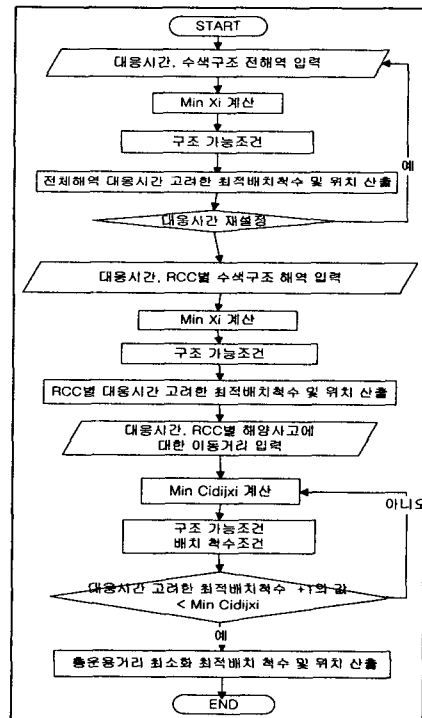 START
대응시간, 수색구조 전해역 입력
Min Xi 계산
구조 가능조건
예
전체해역 대응시간 고려한 최적배치척수 및 위치 산출
대응시간 재설정
대응시간, RCC별 수색구조 해역 입력
Min Xi 계산
구조 가능조건
RCC별 대응시간 고려한 최적배치척수 및 위치 산출
대응시간, RCC별 해양사고에
대한 이동거리 입력
Min Cidijxi 계산
아니오
구조 가능조건
배치 척수조건
대응시간 고려한 최적배치척수 +1의 값
< Min Cidijxi
예
총운용거리 최소화 최적배치 척수 및 위치 산출
END